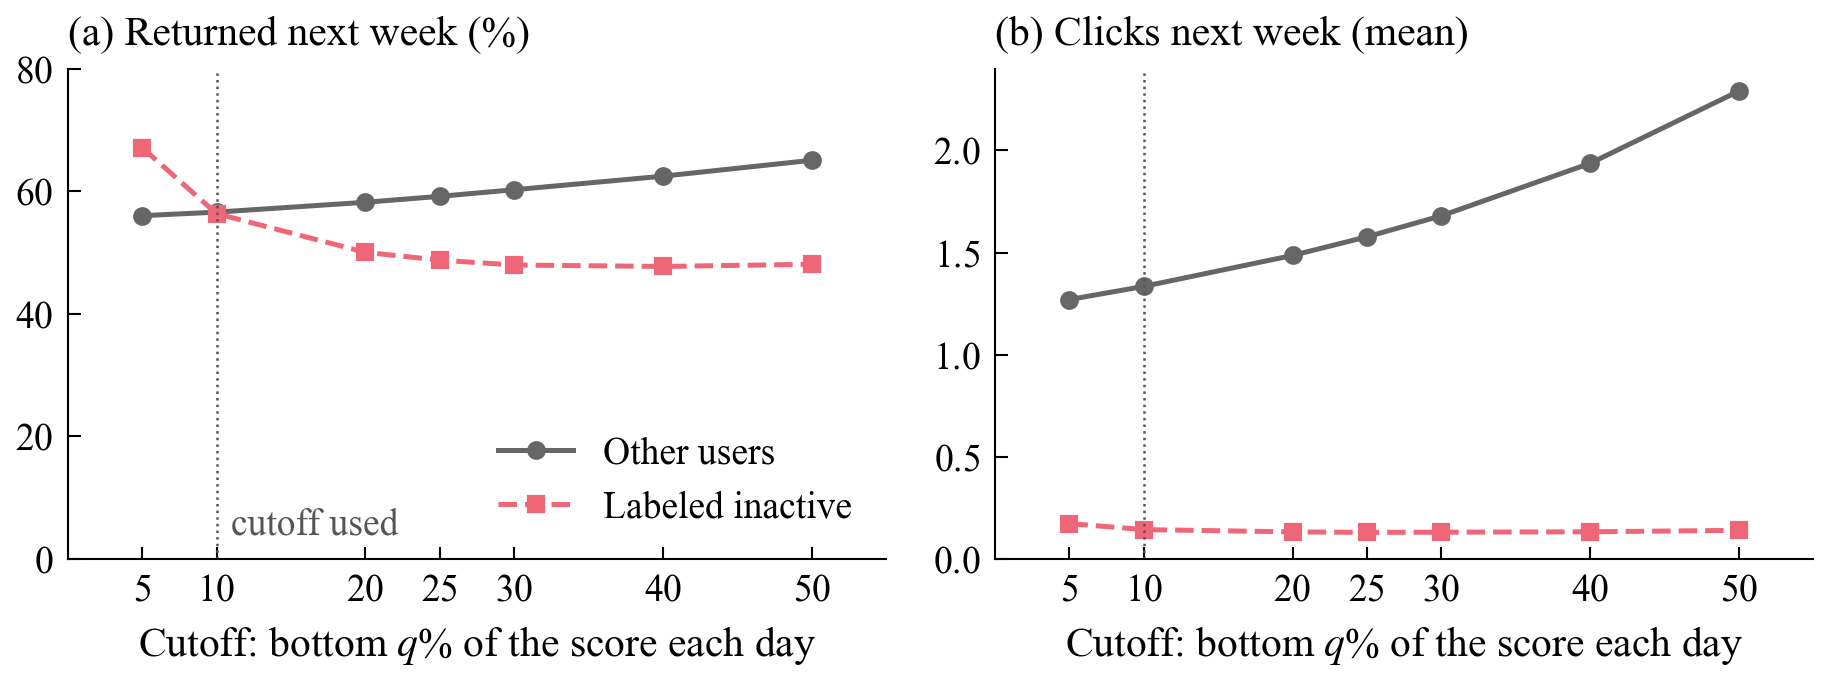 (a) Returned next week (%)
80
60
40
20
0
cutoff used
Other users
Labeled inactive
5 10 20 25 30 40 50
Cutoff: bottom q% of the score each day
(b) Clicks next week (mean)
2.0
1.5
1.0
0.5
0.0
5 10 20 25 30 40 50
Cutoff: bottom q% of the score each day